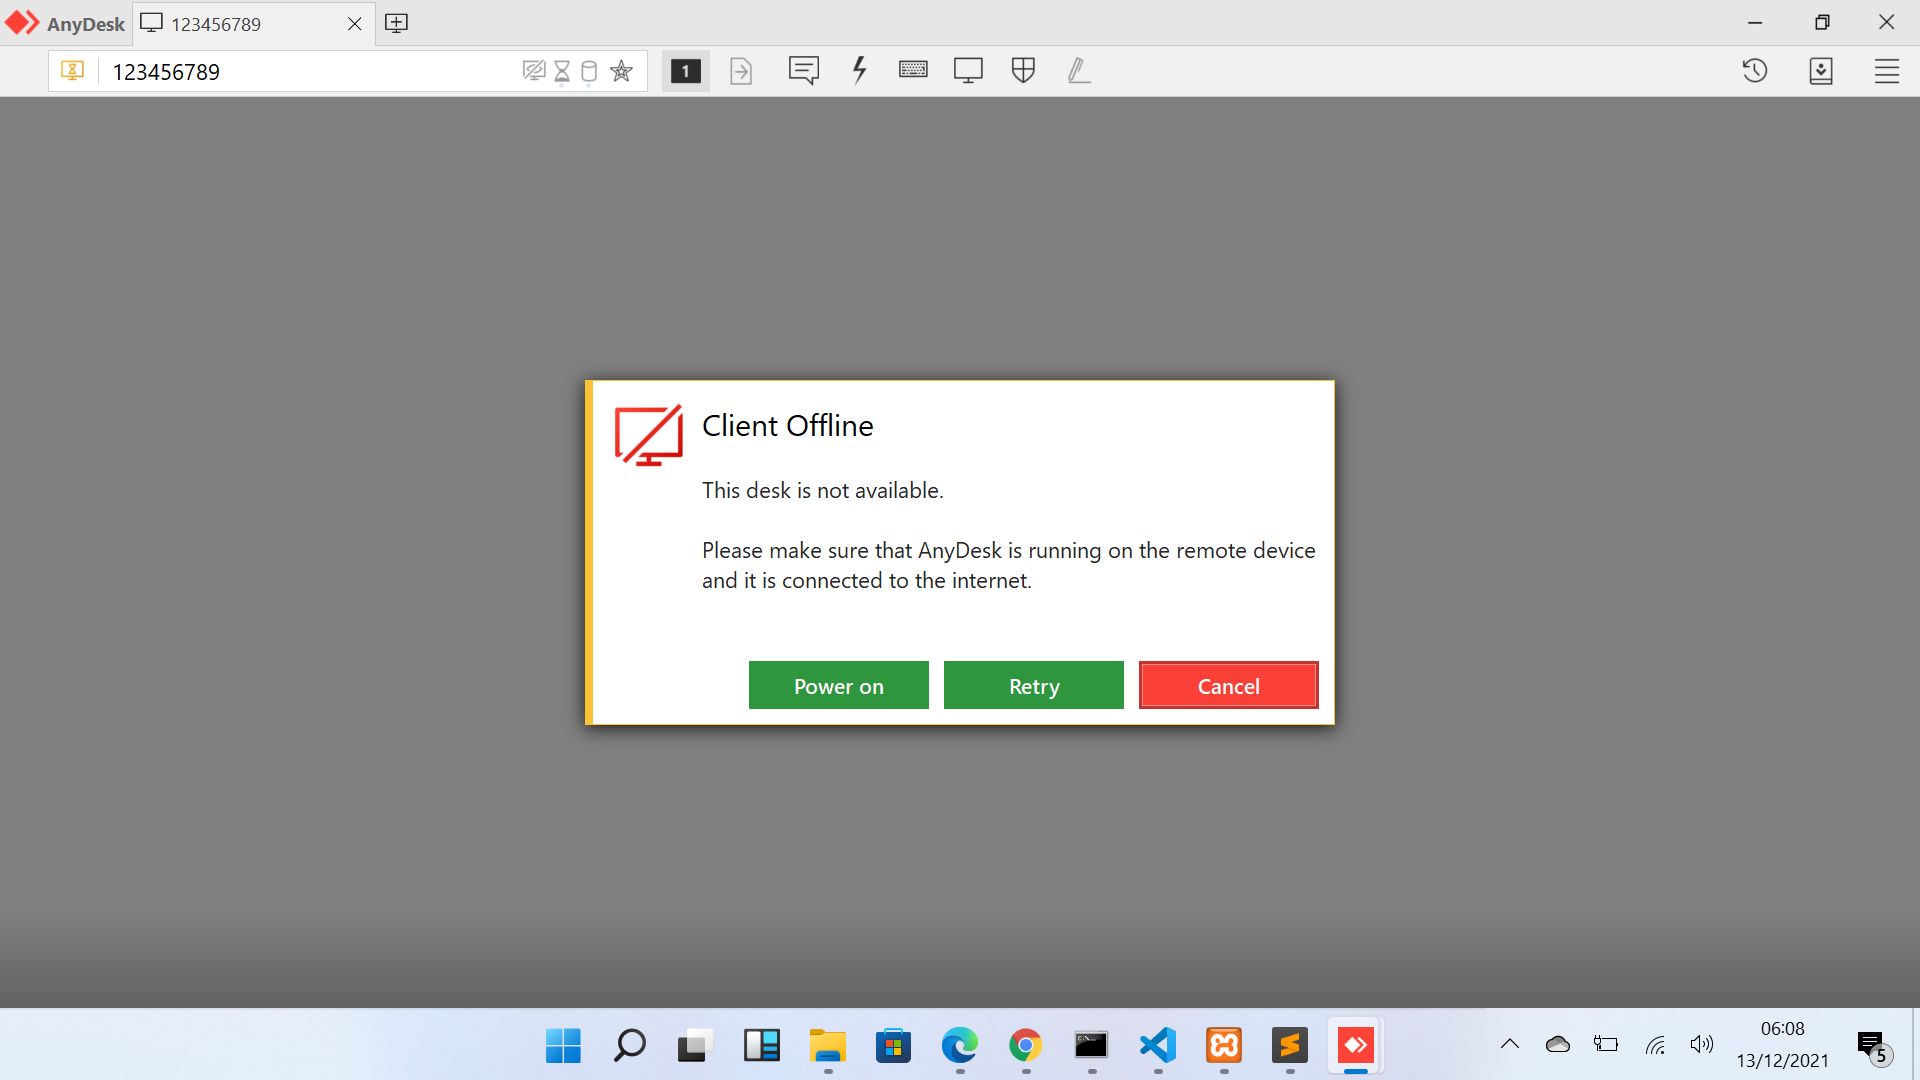 AnyDesk
123456789
123456789
1
Client Offline
This desk is not available.
Please make sure that AnyDesk is running on the remote device
and it is connected to the internet.
Power on
Retry
Cancel
06:08
13/12/2021
5